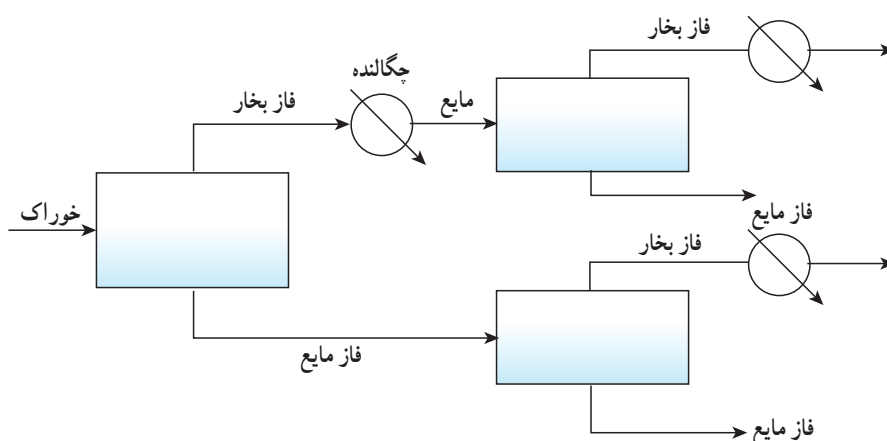 فاز بخار
چگالنده
فاز بخار
مایع
خوراک
فاز مایع
فاز بخار
فاز مایع
فاز مایع